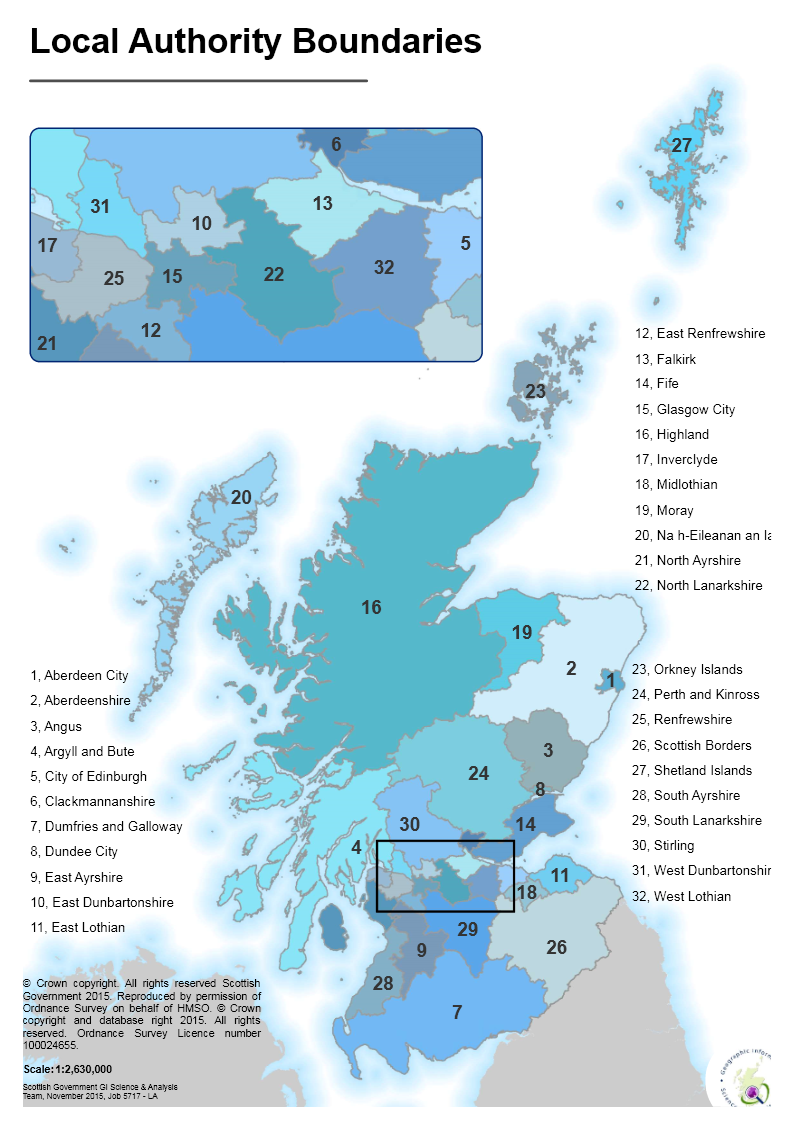 Local Authority Boundaries
6
27
31
13
10
17
5
25
15
22
32
12
21
12, East Renfrewshire
13, Falkirk
14, Fife
15, Glasgow City
16, Highland
17, Inverclyde
18, Midlothian
19, Moray
20, Na h-Eileanan an
21, North Ayrshire
22, North Lanarkshire
23
20
16
19
2
1
3
24
8
30
14
4
11
18
29
9
26
28
7
1, Aberdeen City
2, Aberdeenshire
3, Angus
4, Argyll and Bute
5, City of Edinburgh
6, Clackmannanshire
7, Dumfries and Galloway
8, Dundee City
9, East Ayrshire
10, East Dunbartonshire
11, East Lothian
23, Orkney Islands
24, Perth and Kinross
25, Renfrewshire
26, Scottish Borders
27, Shetland Islands
28, South Ayrshire
29, South Lanarkshire
30, Stirling
31, West Dunbartonshir
32, West Lothian
© Crown copyright. All rights reserved Scottish
Government 2015. Reproduced by permission of
Ordnance Survey on behalf of HMSO. © Crown
copyright and database right 2015. All rights
reserved. Ordnance Survey Licence number
100024655.
Scale: 1:2,630,000
Scottish Government GI Science & Analysis
Team, November 2015, Job 5717 - LA
Geographic Inform
Scienc